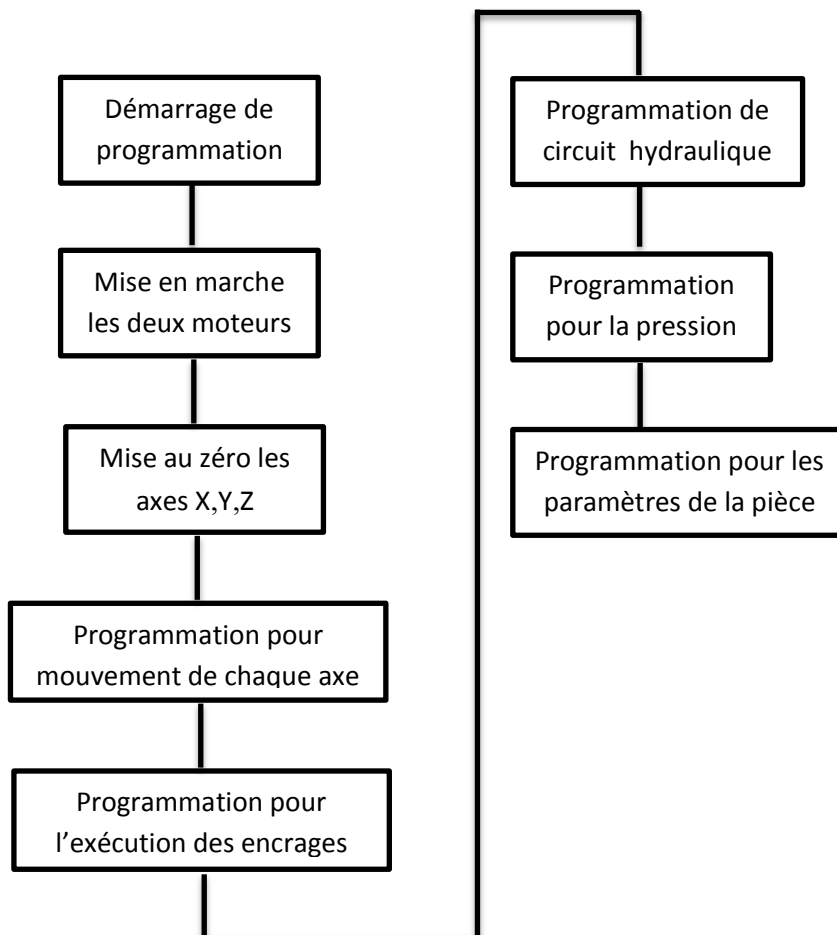 Démarrage de
programmation
Mise en marche
les deux moteurs
Mise au zéro les
axes X,Y,Z
Programmation pour
mouvement de chaque axe
Programmation pour
l’exécution des encrages
Programmation de
circuit hydraulique
Programmation
pour la pression
Programmation pour les
paramètres de la pièce